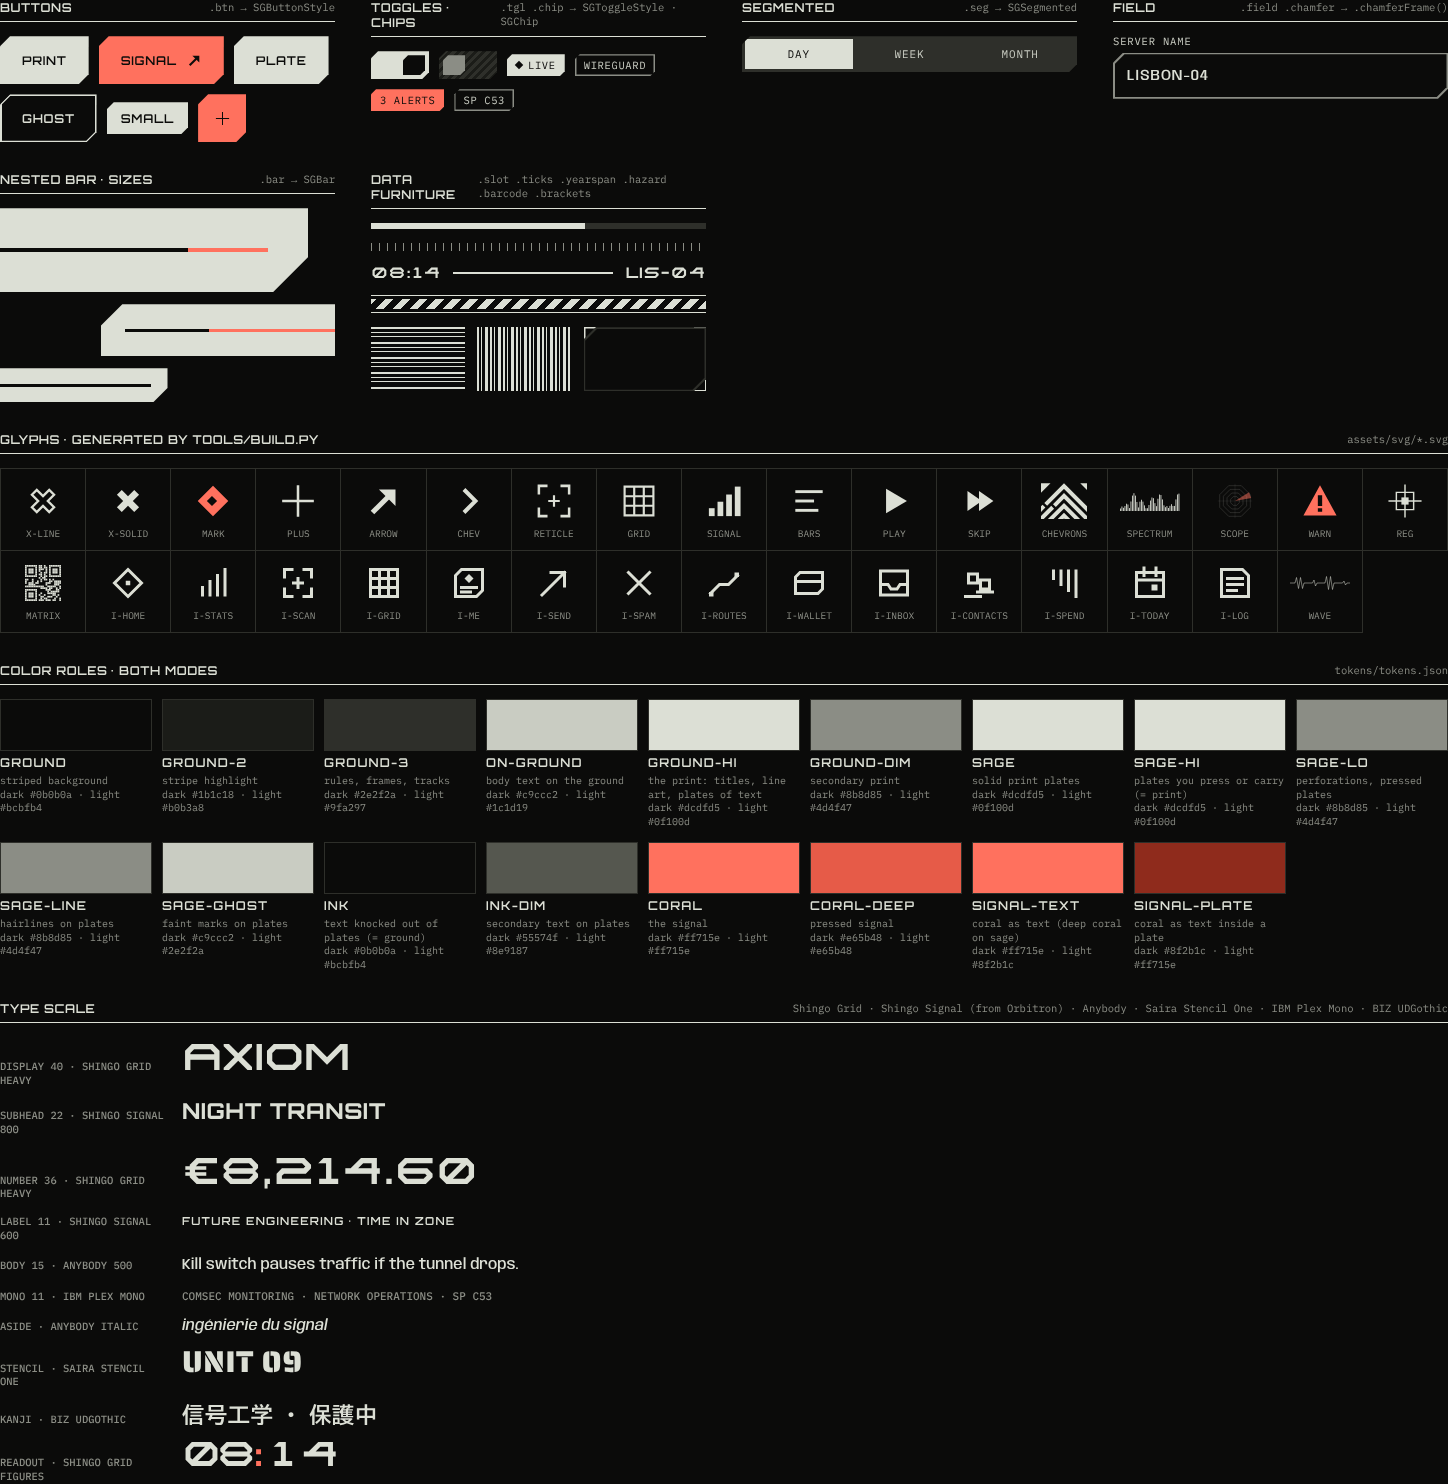 BUTTONS
.btn → SGButtonStyle
PRINT
SIGNAL
PLATE
GHOST
SMALL
TOGGLES ·
CHIPS
.tgl .chip → SGToggleStyle ·
SGChip
LIVE
WIREGUARD
3 ALERTS
SP C53
SEGMENTED
.seg → SGSegmented
DAY
WEEK
MONTH
FIELD
.field .chamfer → .chamferFrame()
SERVER NAME
LISBON-04
NESTED BAR · SIZES
.bar → SGBar
DATA
FURNITURE
.slot .ticks .yearspan .hazard
.barcode .brackets
08:14
LIS-04
GLYPHS · GENERATED BY TOOLS/BUILD.PY
assets/svg/*.svg
X-LINE
X-SOLID
MARK
PLUS
ARROW
CHEV
RETICLE
GRID
SIGNAL
BARS
PLAY
SKIP
CHEVRONS
SPECTRUM
SCOPE
WARN
REG
MATRIX
I-HOME
I-STATS
I-SCAN
I-GRID
I-ME
I-SEND
I-SPAM
I-ROUTES
I-WALLET
I-INBOX
I-CONTACTS
I-SPEND
I-TODAY
I-LOG
WAVE
COLOR ROLES · BOTH MODES
tokens/tokens.json
GROUND
striped background
dark #0b0b0a · light
#bcbfb4
GROUND-2
stripe highlight
dark #1b1c18 · light
#b0b3a8
GROUND-3
rules, frames, tracks
dark #2e2f2a · light
#9fa297
ON-GROUND
body text on the ground
dark #c9ccc2 · light
#1c1d19
GROUND-HI
the print: titles, line
art, plates of text
dark #dcdfd5 · light
#0f100d
GROUND-DIM
secondary print
dark #8b8d85 · light
#4d4f47
SAGE
solid print plates
dark #dcdfd5 · light
#0f100d
SAGE-HI
plates you press or carry
(= print)
dark #dcdfd5 · light
#0f100d
SAGE-LO
perforations, pressed
plates
dark #8b8d85 · light
#4d4f47
SAGE-LINE
hairlines on plates
dark #8b8d85 · light
#4d4f47
SAGE-GHOST
faint marks on plates
dark #c9ccc2 · light
#2e2f2a
INK
text knocked out of
plates (= ground)
dark #0b0b0a · light
#bcbfb4
INK-DIM
secondary text on plates
dark #55574f · light
#8e9187
CORAL
the signal
dark #ff715e · light
#ff715e
CORAL-DEEP
pressed signal
dark #e65b48 · light
#e65b48
SIGNAL-TEXT
coral as text (deep coral
on sage)
dark #ff715e · light
#8f2b1c
SIGNAL-PLATE
coral as text inside a
plate
dark #8f2b1c · light
#ff715e
TYPE SCALE
Shingo Grid · Shingo Signal (from Orbitron) · Anybody · Saira Stencil One · IBM Plex Mono · BIZ UDGothic
DISPLAY 40 · SHINGO GRID
HEAVY
AXIOM
SUBHEAD 22 · SHINGO SIGNAL
800
NIGHT TRANSIT
NUMBER 36 · SHINGO GRID
HEAVY
€8,214.60
LABEL 11 · SHINGO SIGNAL
600
FUTURE ENGINEERING · TIME IN ZONE
BODY 15 · ANYBODY 500
Kill switch pauses traffic if the tunnel drops.
MONO 11 · IBM PLEX MONO
COMSEC MONITORING · NETWORK OPERATIONS · SP C53
ASIDE · ANYBODY ITALIC
ingénierie du signal
STENCIL · SAIRA STENCIL
ONE
UNIT 09
KANJI · BIZ UDGOTHIC
信号工学 · 保護中
READOUT · SHINGO GRID
FIGURES
08:14